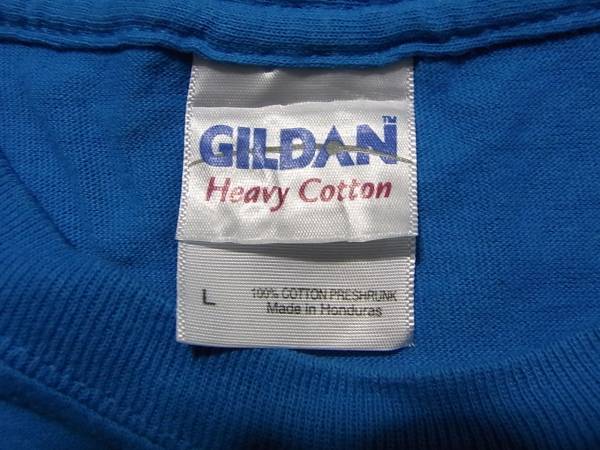 GILDAN™
Heavy Cotton
L 100% COTTON PRESHRUNK
Made in Honduras